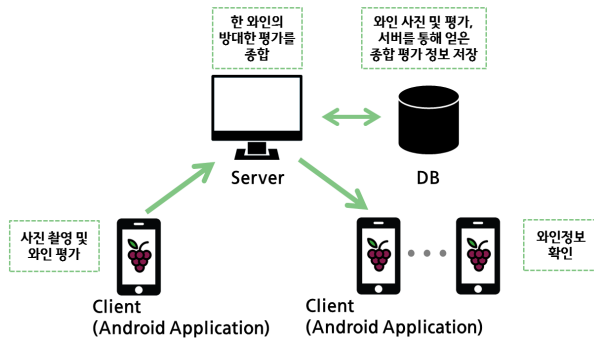 한 와인의
방대한 평가를
종합
와인 사진 및 평가,
서버를 통해 얻은
종합 평가 정보 저장
Server
DB
사진 촬영 및
와인 평가
와인정보
확인
Client
(Android Application)
Client
(Android Application)